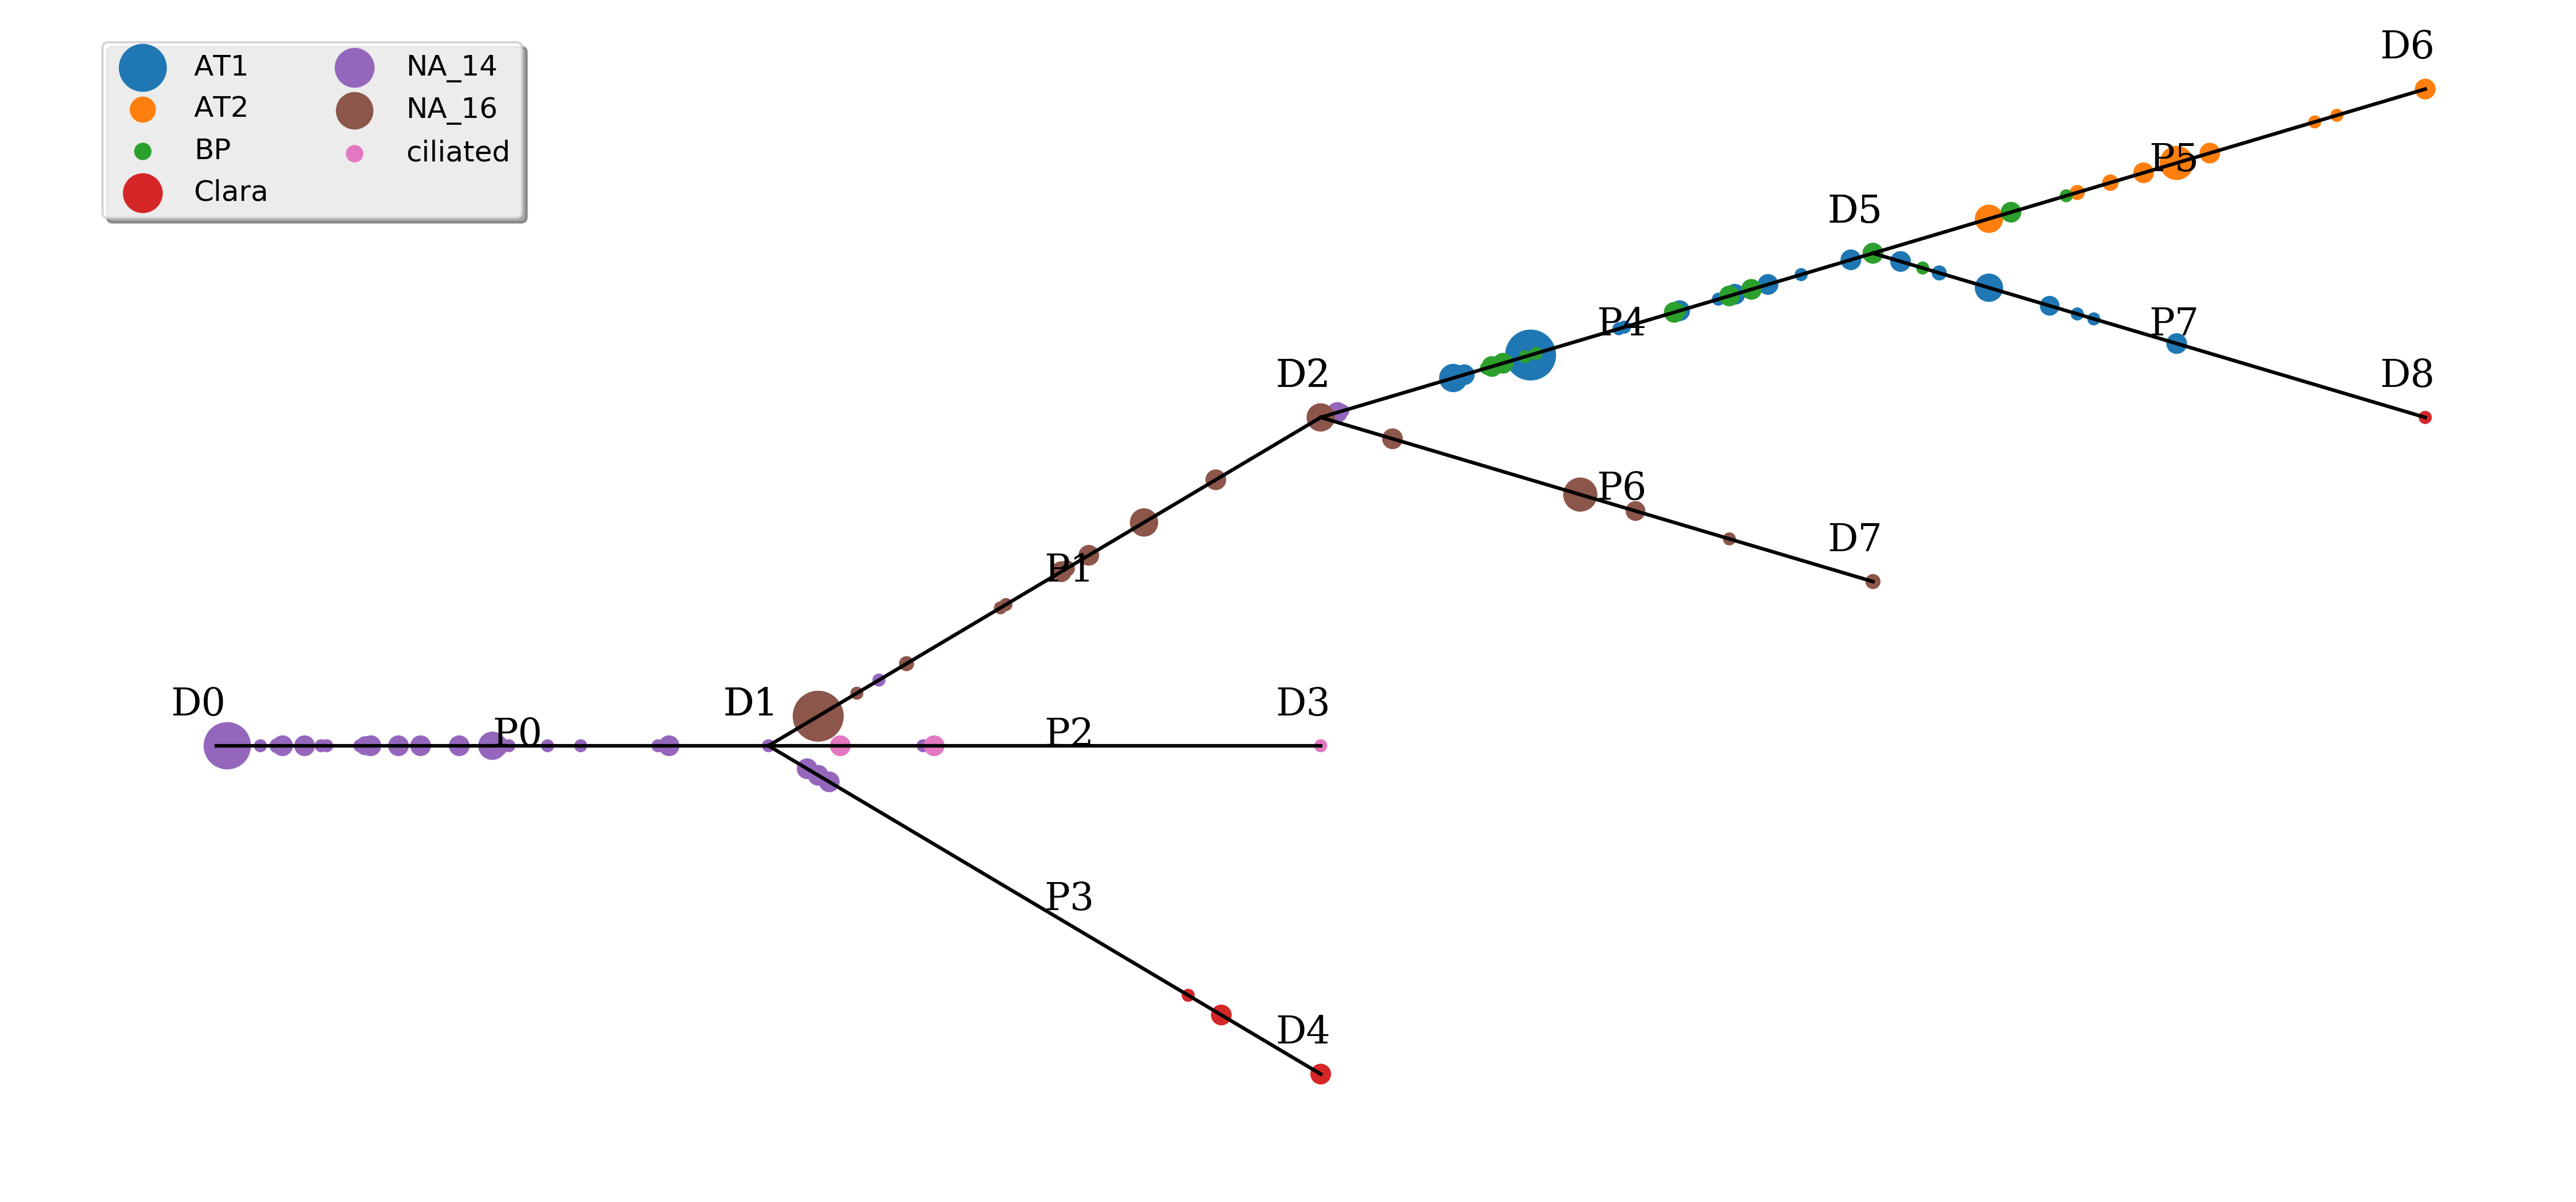 AT1
AT2
BP
Clara
NA_14
NA_16
ciliated
D6
P5
D5
P4
P7
D2
D8
P6
D7
P1
D0
P0
D1
P2
D3
P3
D4